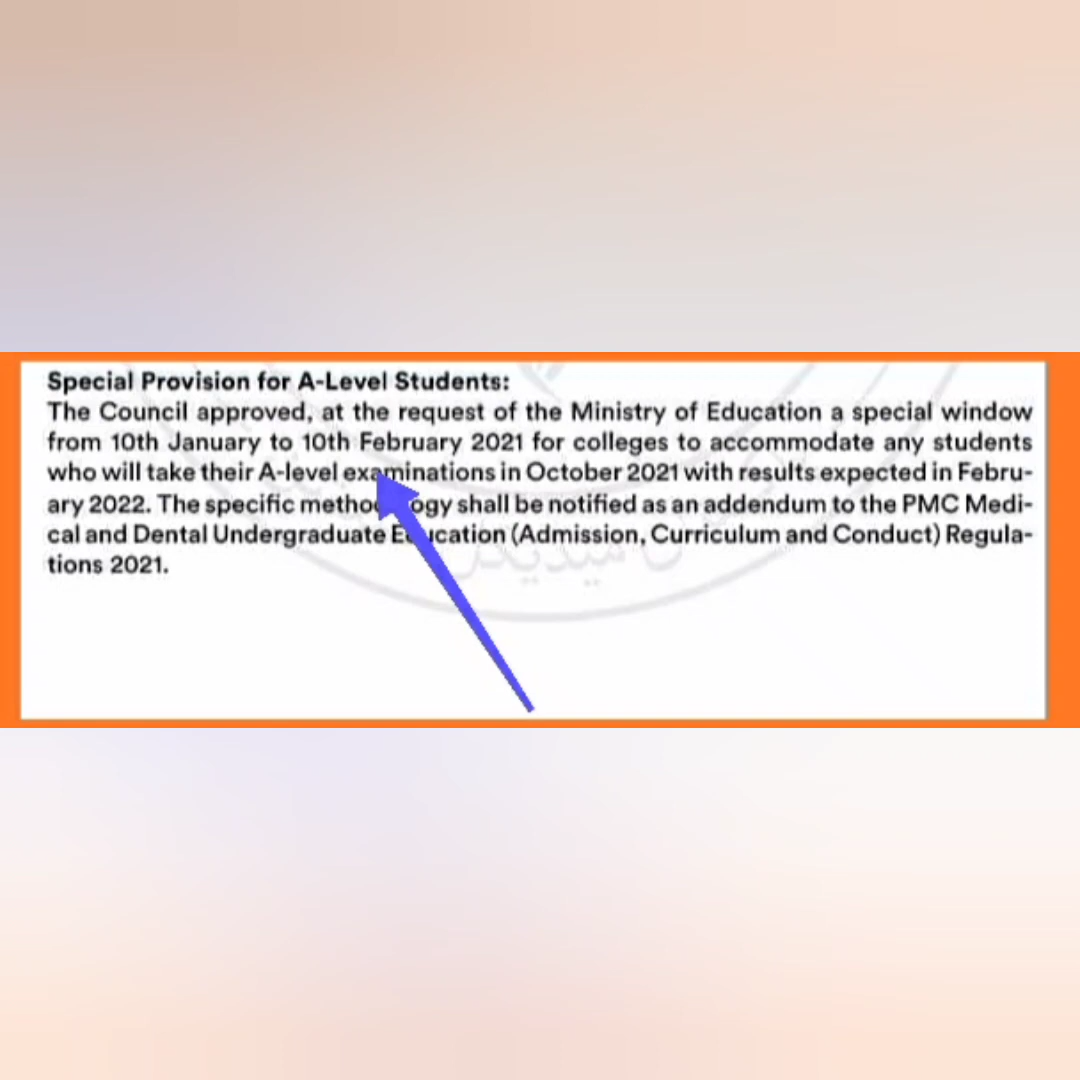 Special Provision for A-Level Students:
The Council approved, at the request of the Ministry of Education a special window
from 10th January to 10th February 2021 for colleges to accommodate any students
who will take their A-level examinations in October 2021 with results expected in Febru-
ary 2022. The specific methodology shall be notified as an addendum to the PMC Medi-
cal and Dental Undergraduate Education (Admission, Curriculum and Conduct) Regula-
tions 2021.